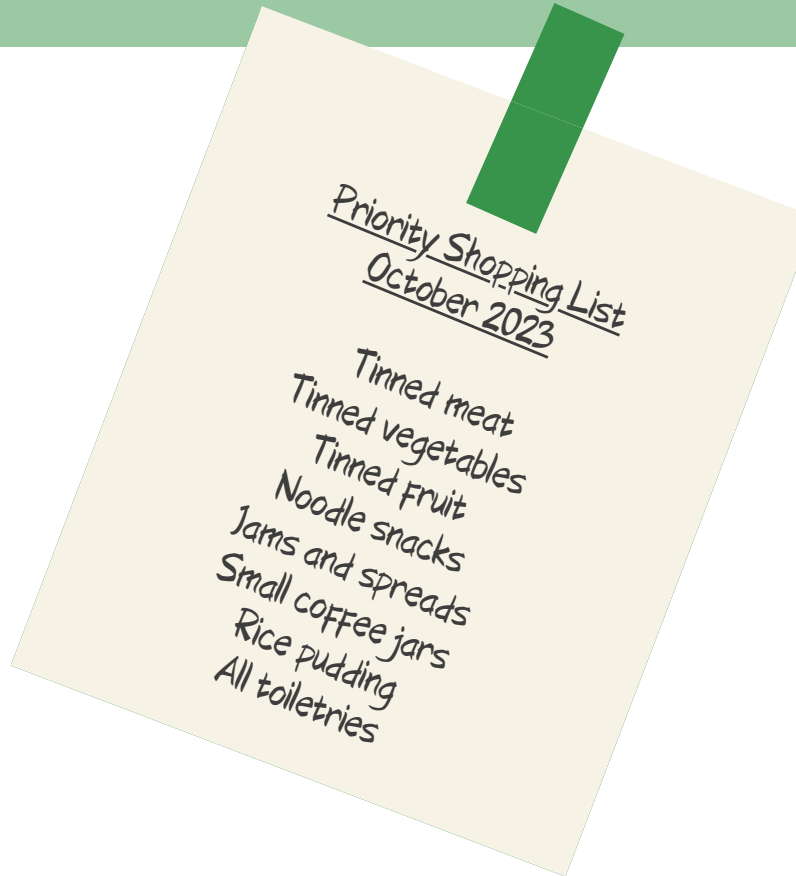 Priority Shopping List
October 2023
Tinned meat
Tinned vegetables
Tinned fruit
Noodle snacks
Jams and spreads
Small coffee jars
Rice pudding
All toiletries